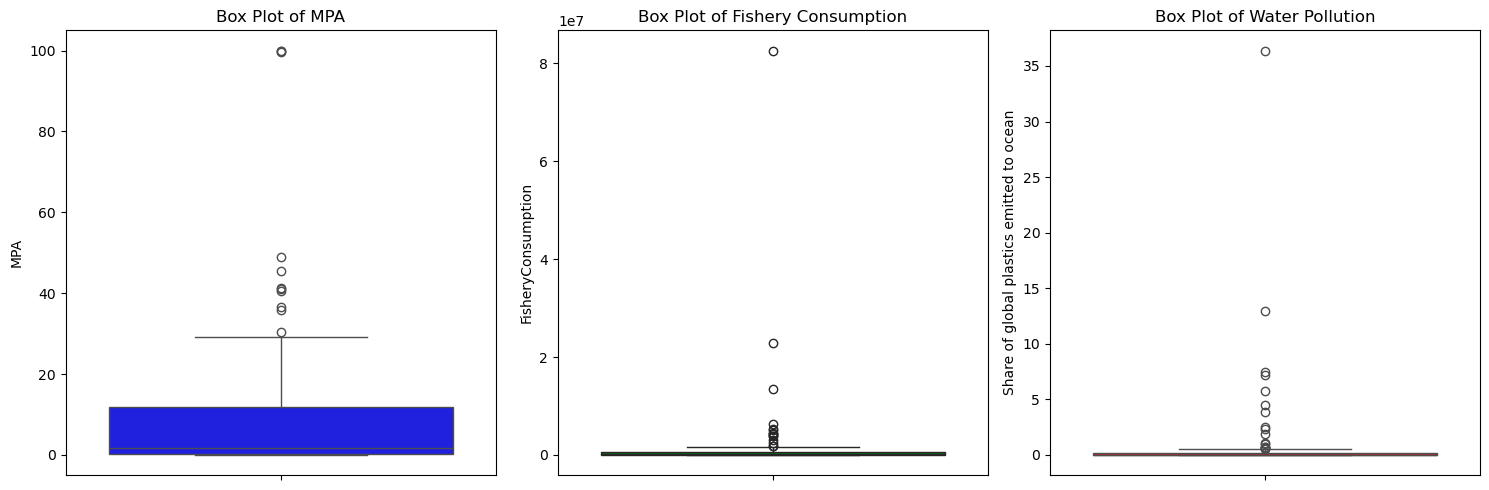 Box Plot of MPA
MPA
100
80
60
40
20
0
Box Plot of Fishery Consumption
1e7
FisheryConsumption
8
6
4
2
0
Box Plot of Water Pollution
Share of global plastics emitted to ocean
35
30
25
20
15
10
5
0